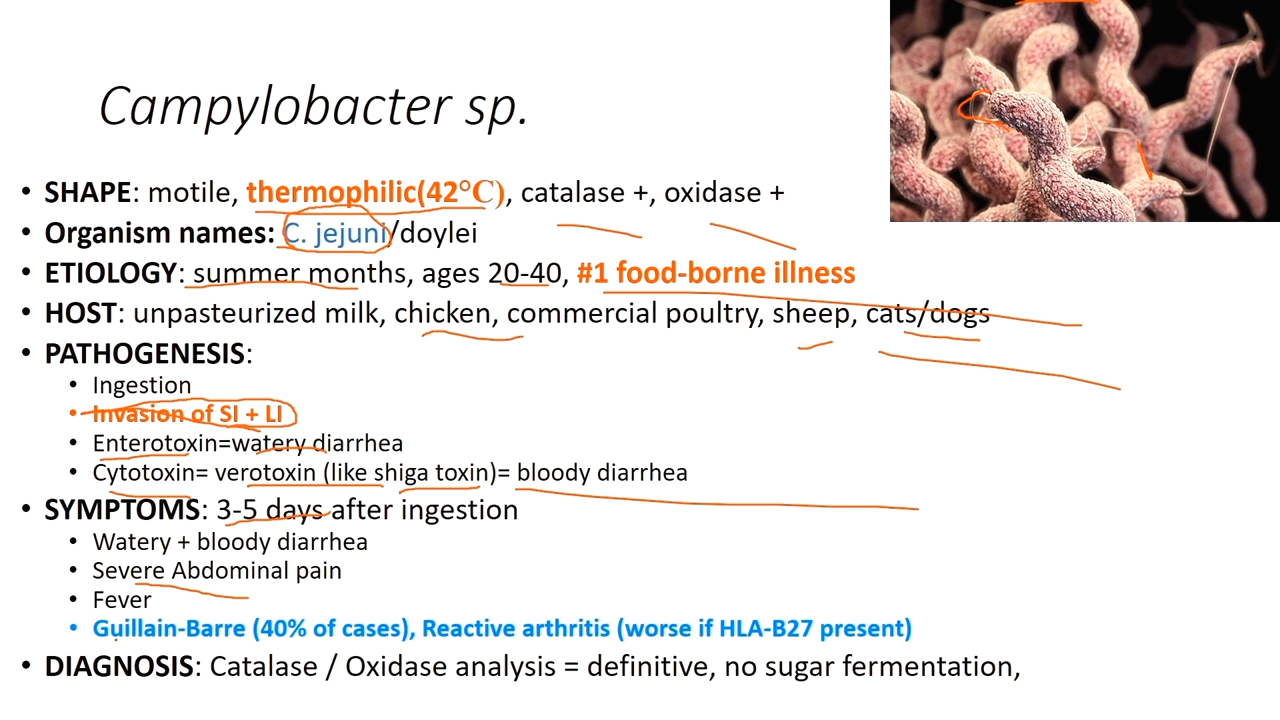 Campylobacter sp.
• SHAPE: motile, thermophilic(42°C), catalase +, oxidase +
• Organism names: C. jejuni/doylei
• ETIOLOGY: summer months, ages 20-40, #1 food-borne illness
• HOST: unpasteurized milk, chicken, commercial poultry, sheep, cats/dogs
• PATHOGENESIS:
• Ingestion
• Invasion of SI + LI
• Enterotoxin=watery diarrhea
• Cytotoxin= verotoxin (like shiga toxin)= bloody diarrhea
• SYMPTOMS: 3-5 days after ingestion
• Watery + bloody diarrhea
• Severe Abdominal pain
• Fever
• Guillain-Barre (40% of cases), Reactive arthritis (worse if HLA-B27 present)
• DIAGNOSIS: Catalase / Oxidase analysis = definitive, no sugar fermentation,